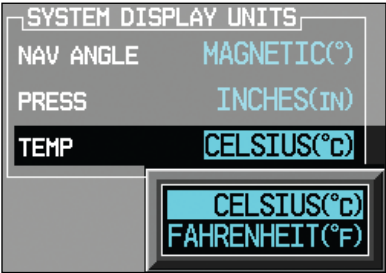 SYSTEM DISPLAY UNITS
NAV ANGLE MAGNETIC(°)
PRESS INCHES(IN)
TEMP CELSIUS(°C)
CELSIUS(°C)
FAHRENHEIT(°F)